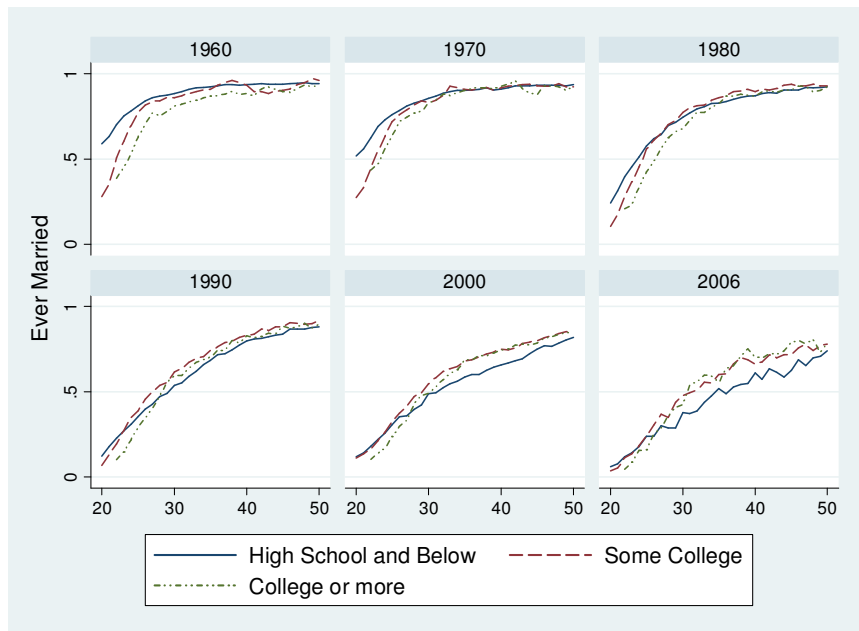 1960 1970 1980
1
.5
0
Ever Married
1990 2000 2006
1
.5
0
20 30 40 50 20 30 40 50 20 30 40 50
High School and Below Some College
College or more